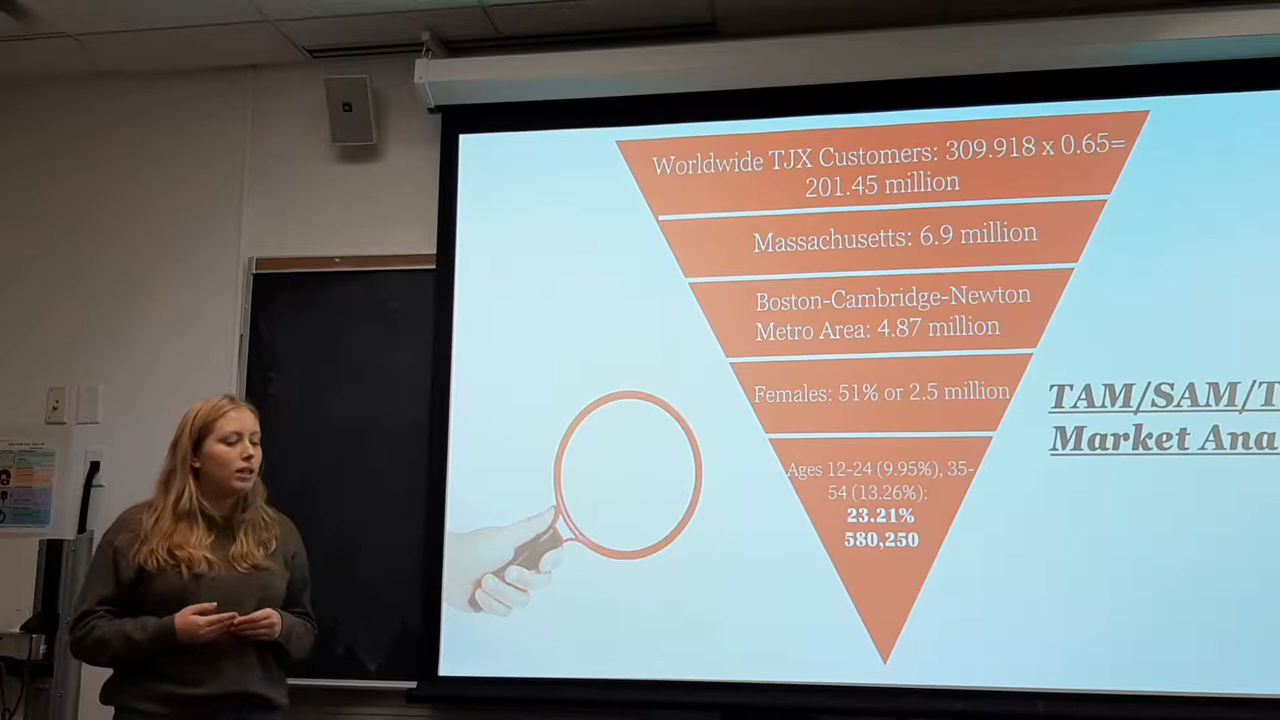 Worldwide TJX Customers: 309.918 x 0.65=
201.45 million
Massachusetts: 6.9 million
Boston-Cambridge-Newton
Metro Area: 4.87 million
Females: 51% or 2.5 million
Ages 12-24 (9.95%), 35-
54 (13.26%):
23.21%
580,250
TAM/SAM/T
Market Ana